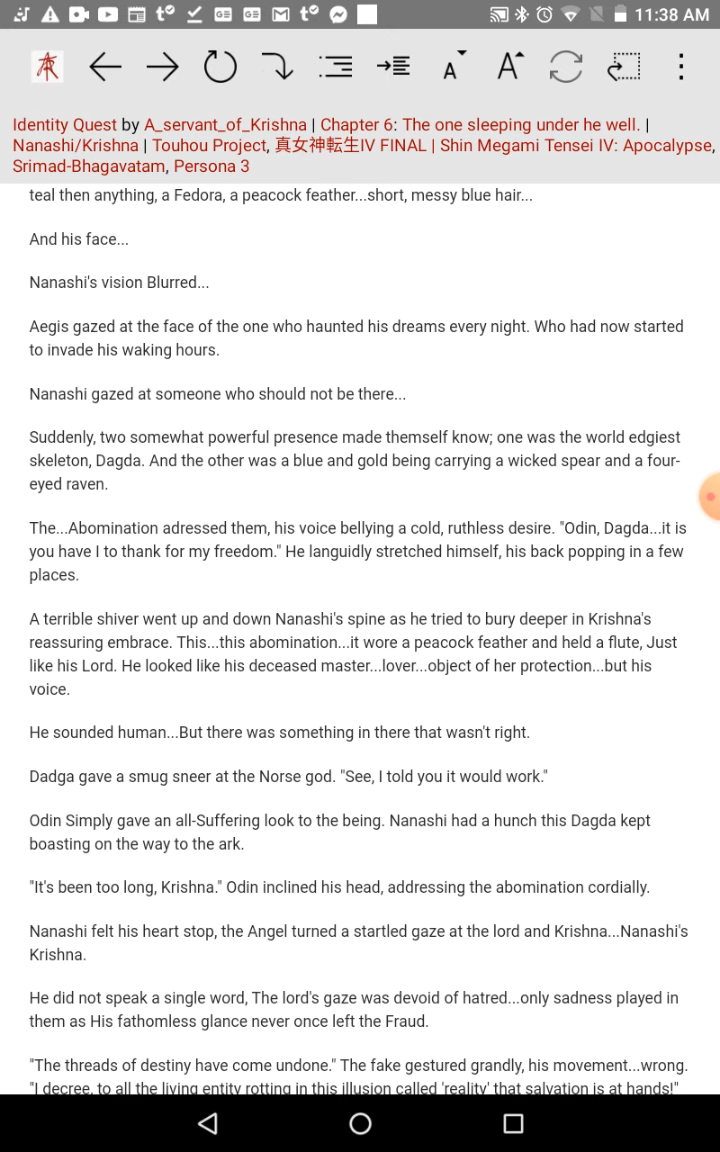 11:38 AM
A A
Identity Quest by A_servant_of_Krishna | Chapter 6: The one sleeping under he well. |
Nanashi/Krishna | Touhou Project, 真・女神転生IV FINAL | Shin Megami Tensei IV: Apocalypse,
Srimad-Bhagavatam, Persona 3
teal then anything, a Fedora, a peacock feather...short, messy blue hair...
And his face...
Nanashi's vision Blurred...
Aegis gazed at the face of the one who haunted his dreams every night. Who had now started
to invade his waking hours.
Nanashi gazed at someone who should not be there...
Suddenly, two somewhat powerful presence made themself know; one was the world edgiest
skeleton, Dagda. And the other was a blue and gold being carrying a wicked spear and a four-
eyed raven.
The...Abomination adressed them, his voice bellying a cold, ruthless desire. "Odin, Dagda...it is
you have I to thank for my freedom." He languidly stretched himself, his back popping in a few
places.
A terrible shiver went up and down Nanashi's spine as he tried to bury deeper in Krishna's
reassuring embrace. This...this abomination...it wore a peacock feather and held a flute, Just
like his Lord. He looked like his deceased master...lover...object of her protection...but his
voice.
He sounded human...But there was something in there that wasn't right.
Dadga gave a smug sneer at the Norse god. "See, I told you it would work."
Odin Simply gave an all-Suffering look to the being. Nanashi had a hunch this Dagda kept
boasting on the way to the ark.
"It's been too long, Krishna." Odin inclined his head, addressing the abomination cordially.
Nanashi felt his heart stop, the Angel turned a startled gaze at the lord and Krishna...Nanashi's
Krishna.
He did not speak a single word, The lord's gaze was devoid of hatred...only sadness played in
them as His fathomless glance never once left the Fraud.
"The threads of destiny have come undone." The fake gestured grandly, his movement...wrong.
"I decree, to all the living entity rotting in this illusion called 'reality' that salvation is at hands!"